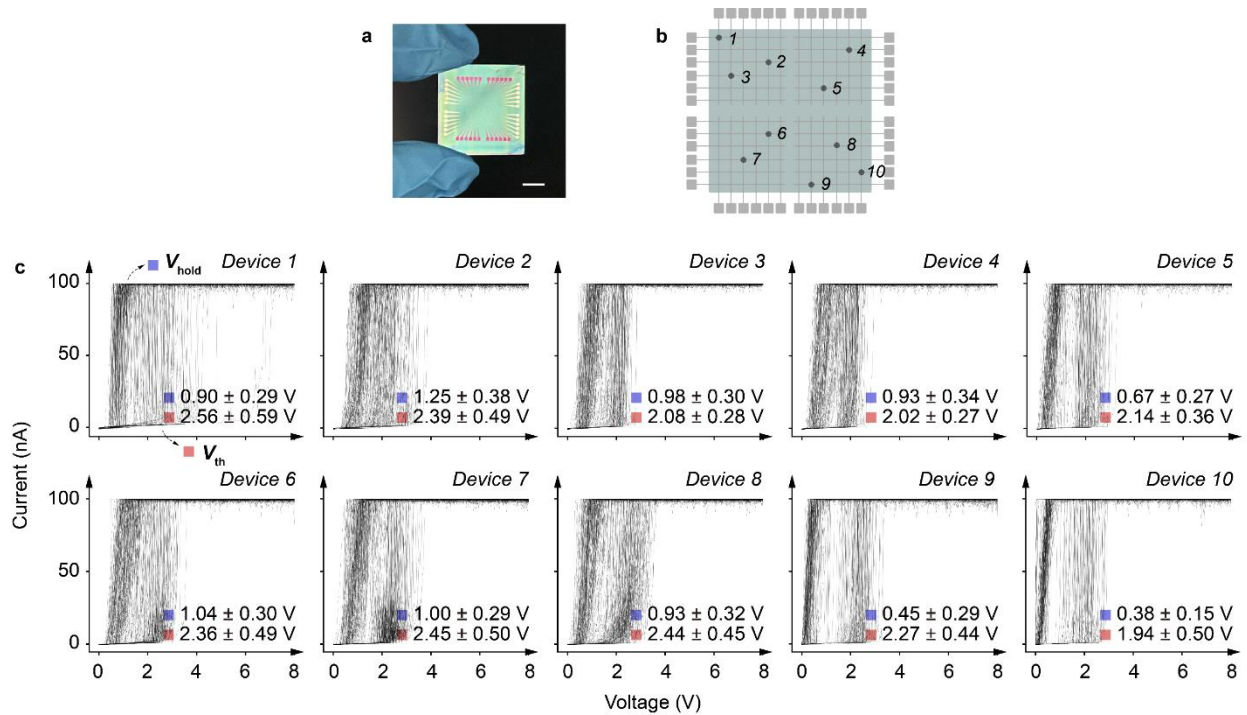 a
b
1
2
3
4
5
6
7
8
9
10
c
V_hold
Device 1
Device 2
Device 3
Device 4
Device 5
100
50
0
0.90 ± 0.29 V
2.56 ± 0.59 V
1.25 ± 0.38 V
2.39 ± 0.49 V
0.98 ± 0.30 V
2.08 ± 0.28 V
0.93 ± 0.34 V
2.02 ± 0.27 V
0.67 ± 0.27 V
2.14 ± 0.36 V
V_th
Current (nA)
Device 6
Device 7
Device 8
Device 9
Device 10
100
50
0
1.04 ± 0.30 V
2.36 ± 0.49 V
1.00 ± 0.29 V
2.45 ± 0.50 V
0.93 ± 0.32 V
2.44 ± 0.45 V
0.45 ± 0.29 V
2.27 ± 0.44 V
0.38 ± 0.15 V
1.94 ± 0.50 V
0 2 4 6 8
0 2 4 6 8
0 2 4 6 8
0 2 4 6 8
0 2 4 6 8
Voltage (V)